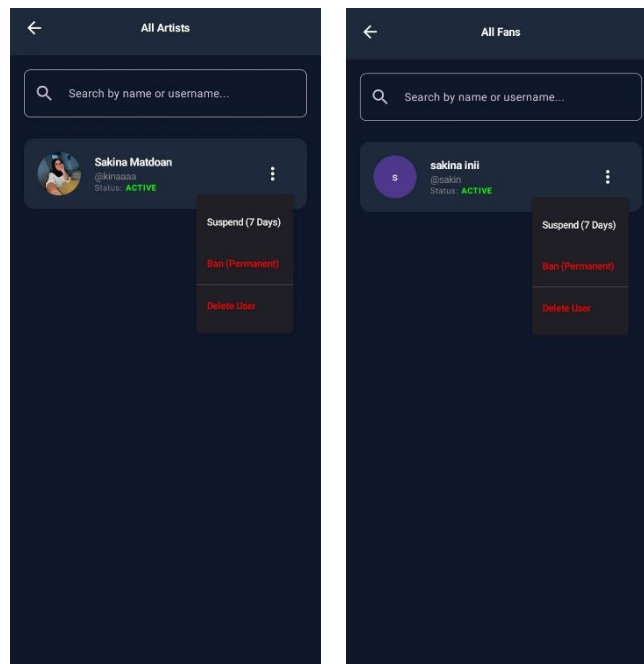 All Artists
Search by name or username...
Sakina Matdoan
@kinaaaa
Status: ACTIVE
Suspend (7 Days)
Ban (Permanent)
Delete User
All Fans
Search by name or username...
s
sakina inii
@sakin
Status: ACTIVE
Suspend (7 Days)
Ban (Permanent)
Delete User